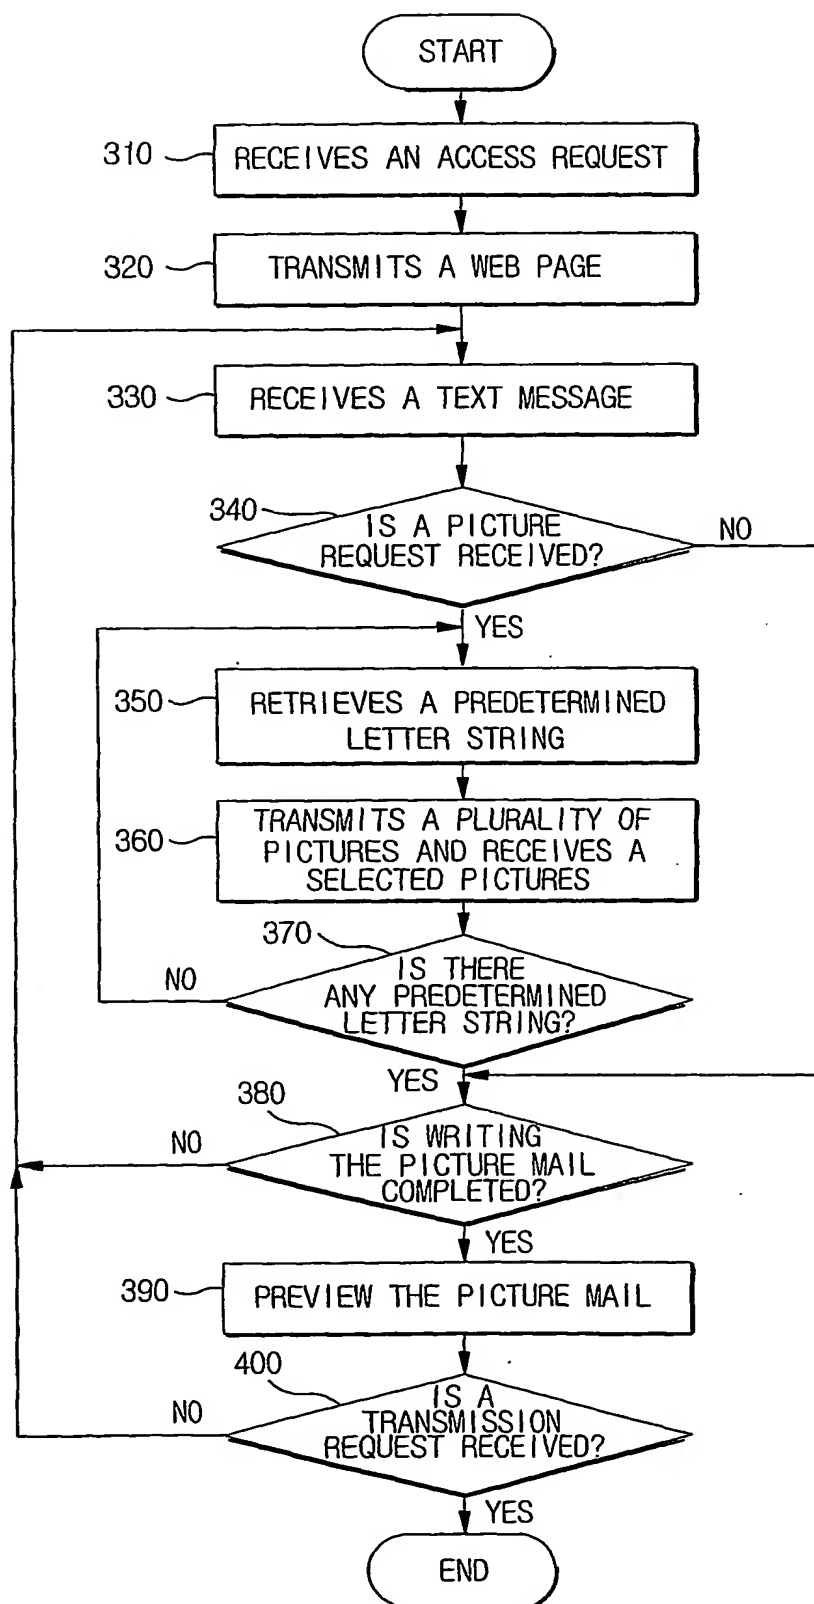 START
310
RECEIVES AN ACCESS REQUEST
320
TRANSMITS A WEB PAGE
330
RECEIVES A TEXT MESSAGE
340
IS A PICTURE
REQUEST RECEIVED?
NO
YES
350
RETRIEVES A PREDETERMINED
LETTER STRING
360
TRANSMITS A PLURALITY OF
PICTURES AND RECEIVES A
SELECTED PICTURES
370
IS THERE
ANY PREDETERMINED
LETTER STRING?
NO
YES
380
IS WRITING
THE PICTURE MAIL
COMPLETED?
NO
YES
390
PREVIEW THE PICTURE MAIL
400
IS A
TRANSMISSION
REQUEST RECEIVED?
NO
YES
END